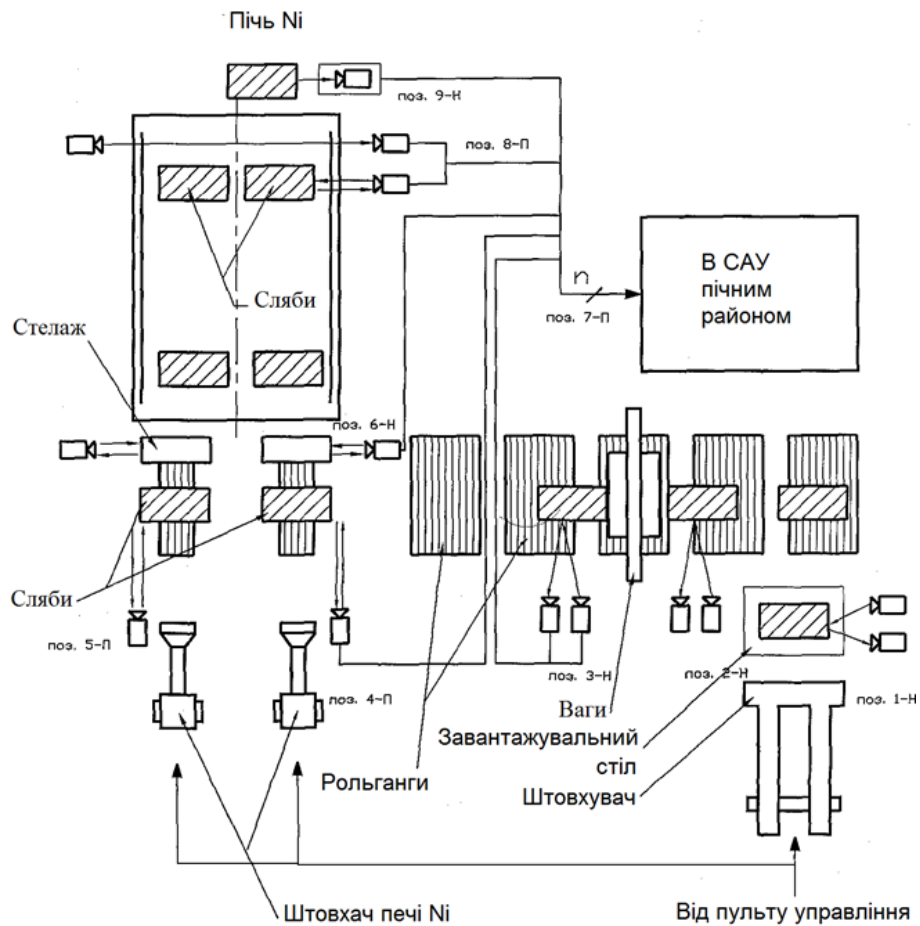 Пічь Ni
поз. 9-Н
поз. 8-П
В САУ
пічним
районом
n
поз. 7-П
Сляби
Стелаж
поз. 6-Н
Сляби
поз. 5-П
поз. 4-П
поз. 3-Н
поз. 2-Н
поз. 1-Н
Ваги
Завантажувальний
стіл
Рольганги
Штовхувач
Штовхач печі Ni
Від пульту управління